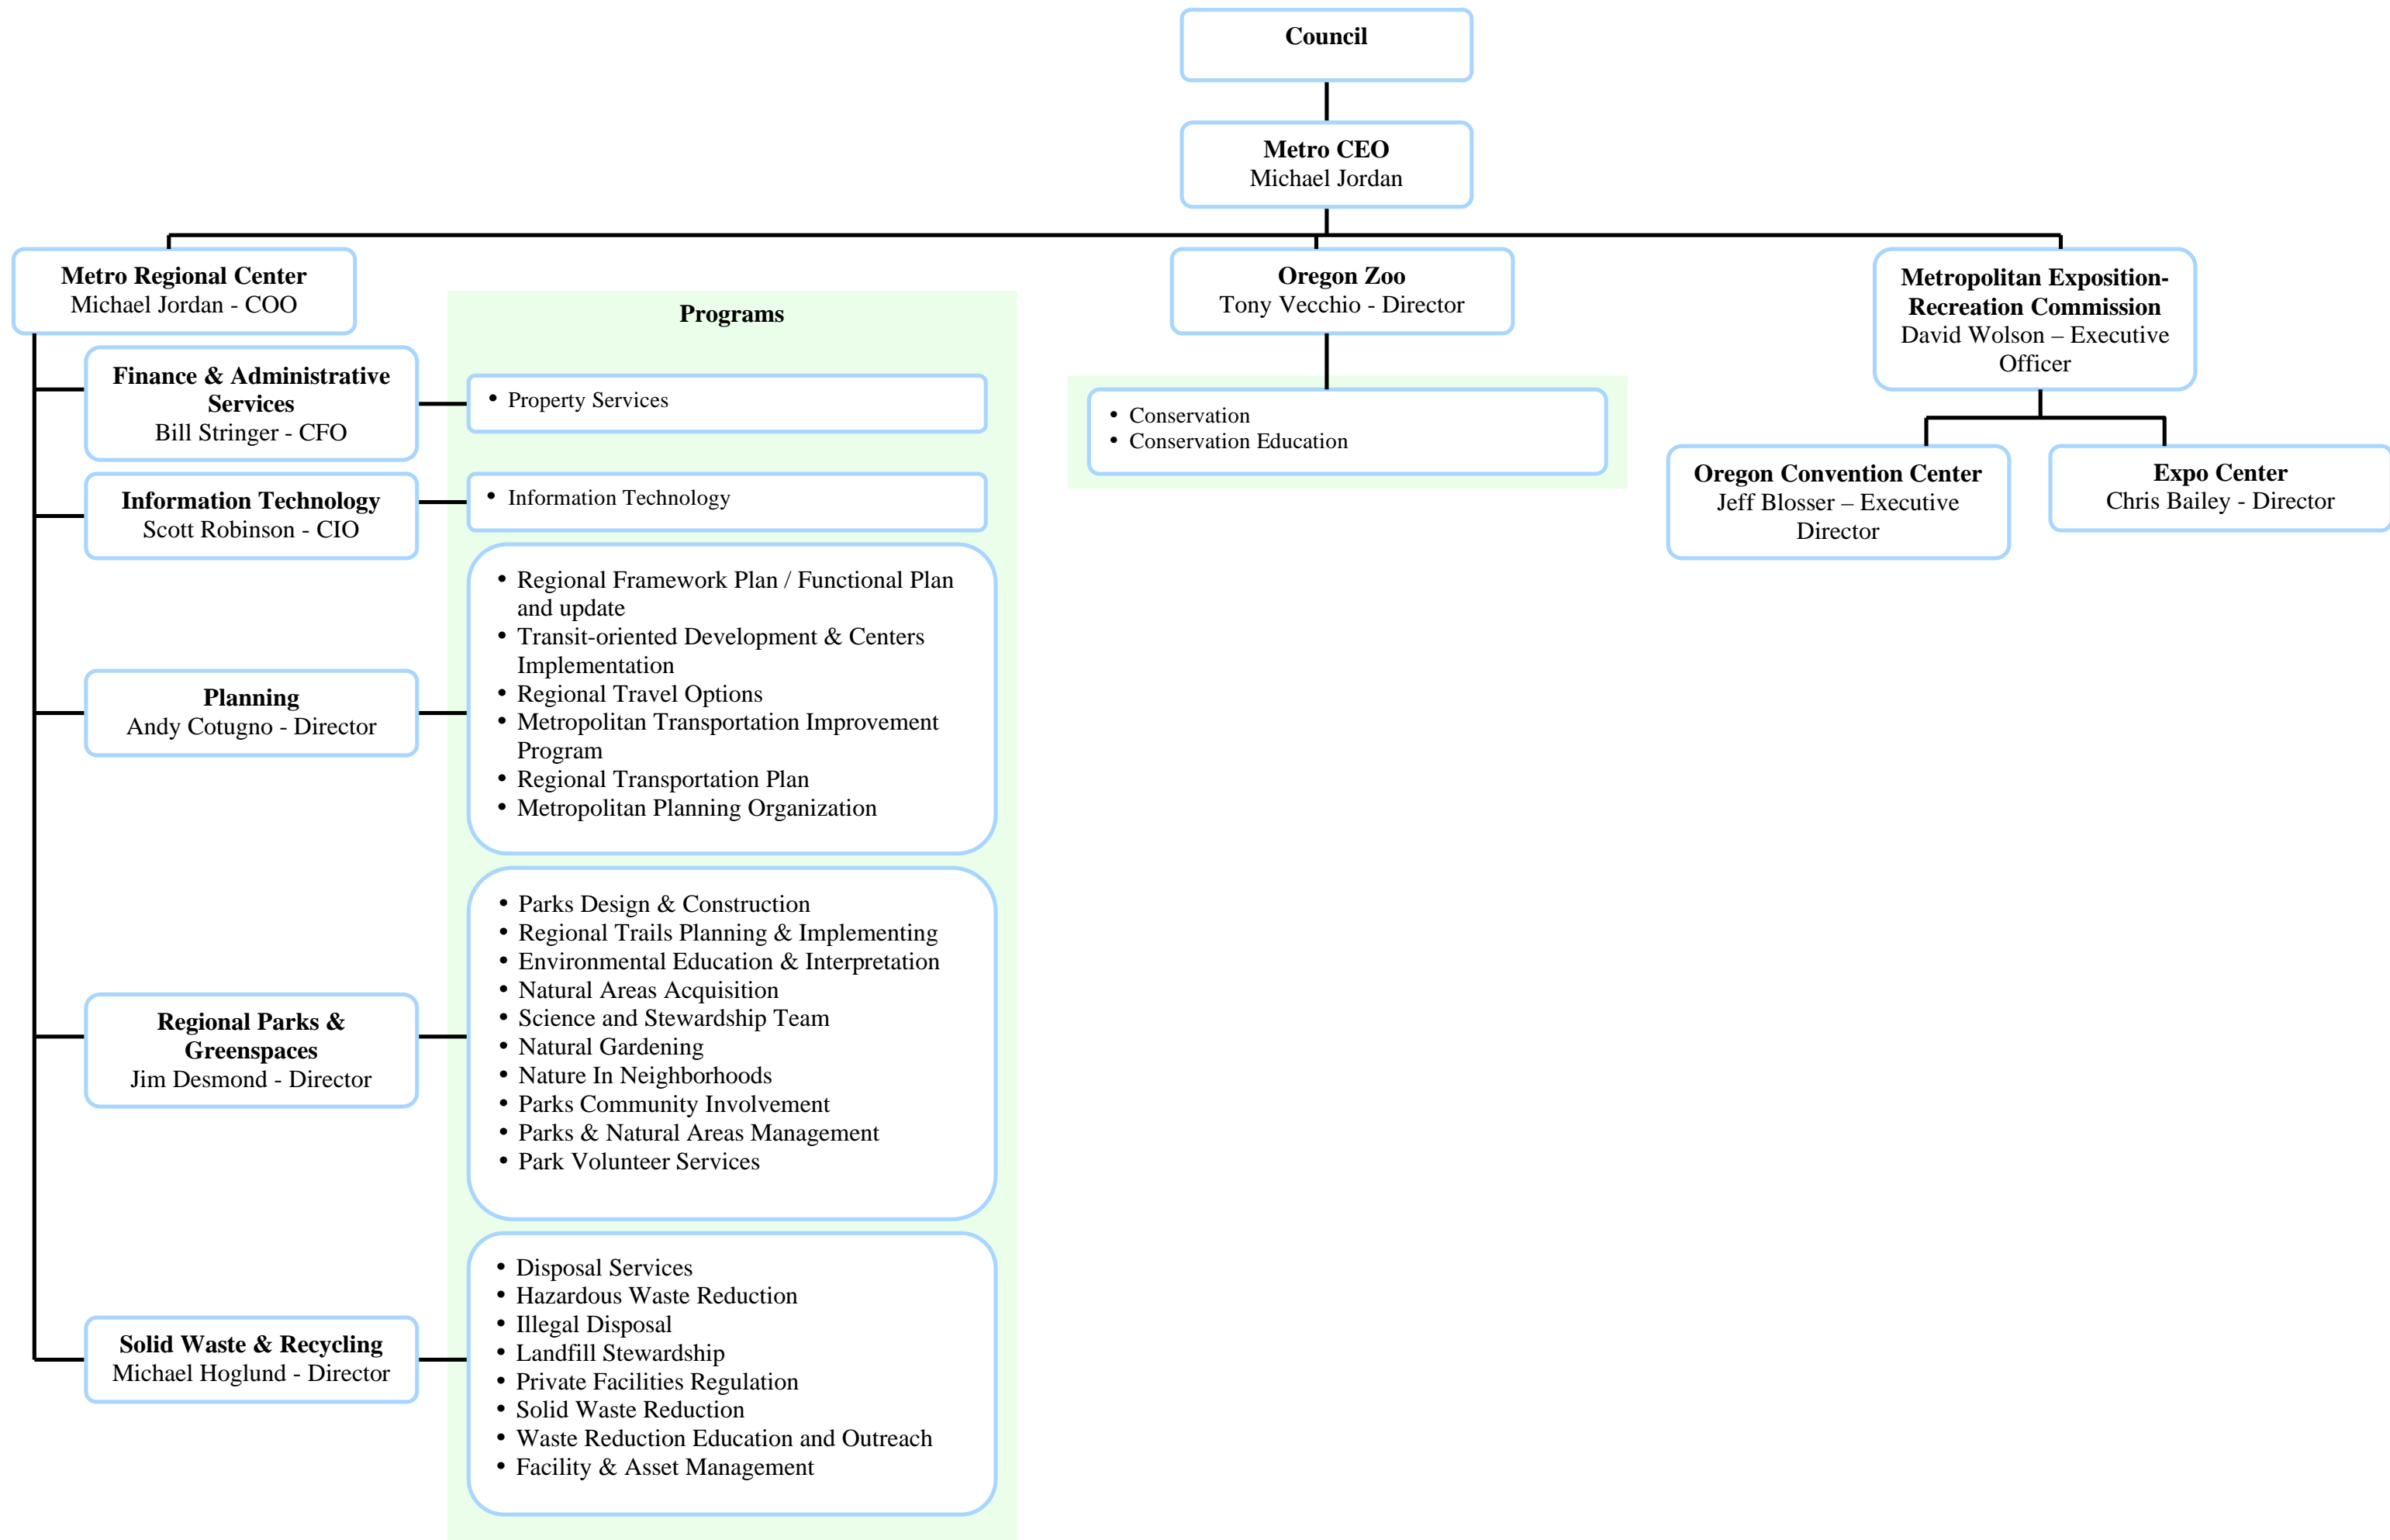 Council
Metro CEO
Michael Jordan
Metro Regional Center
Michael Jordan - COO
Oregon Zoo
Tony Vecchio - Director
Metropolitan Exposition-
Recreation Commission
David Wolson – Executive
Officer
Programs
Finance & Administrative
Services
Bill Stringer - CFO
• Property Services
• Conservation
• Conservation Education
Oregon Convention Center
Jeff Blosser – Executive
Director
Expo Center
Chris Bailey - Director
Information Technology
Scott Robinson - CIO
• Information Technology
Planning
Andy Cotugno - Director
• Regional Framework Plan / Functional Plan
and update
• Transit-oriented Development & Centers
Implementation
• Regional Travel Options
• Metropolitan Transportation Improvement
Program
• Regional Transportation Plan
• Metropolitan Planning Organization
Regional Parks &
Greenspaces
Jim Desmond - Director
• Parks Design & Construction
• Regional Trails Planning & Implementing
• Environmental Education & Interpretation
• Natural Areas Acquisition
• Science and Stewardship Team
• Natural Gardening
• Nature In Neighborhoods
• Parks Community Involvement
• Parks & Natural Areas Management
• Park Volunteer Services
Solid Waste & Recycling
Michael Hoglund - Director
• Disposal Services
• Hazardous Waste Reduction
• Illegal Disposal
• Landfill Stewardship
• Private Facilities Regulation
• Solid Waste Reduction
• Waste Reduction Education and Outreach
• Facility & Asset Management